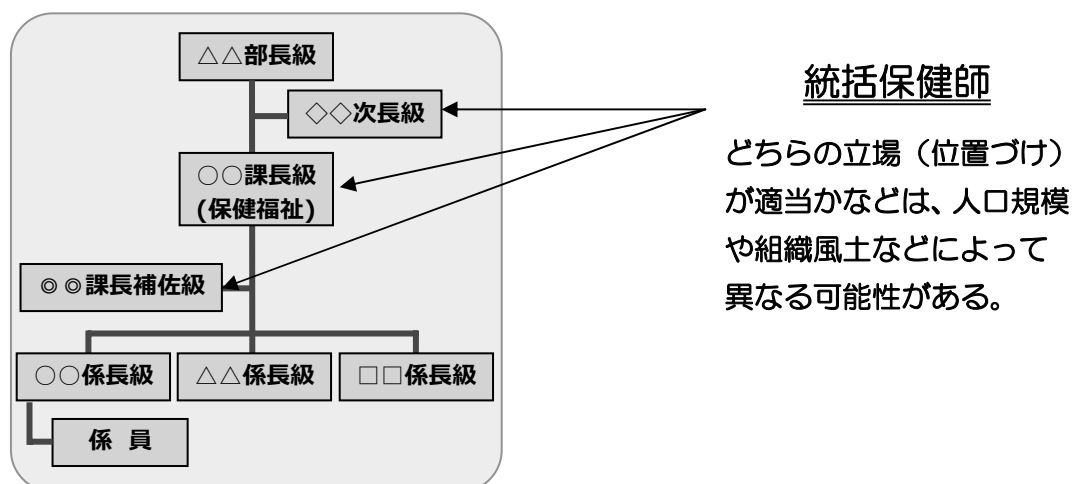 △△部長級
◇◇次長級
○○課長級
(保健福祉)
◎◎課長補佐級
○○係長級
△△係長級
□□係長級
係 員
統括保健師
どちらの立場（位置づけ）
が適当かなどは、人口規模
や組織風土などによって
異なる可能性がある。